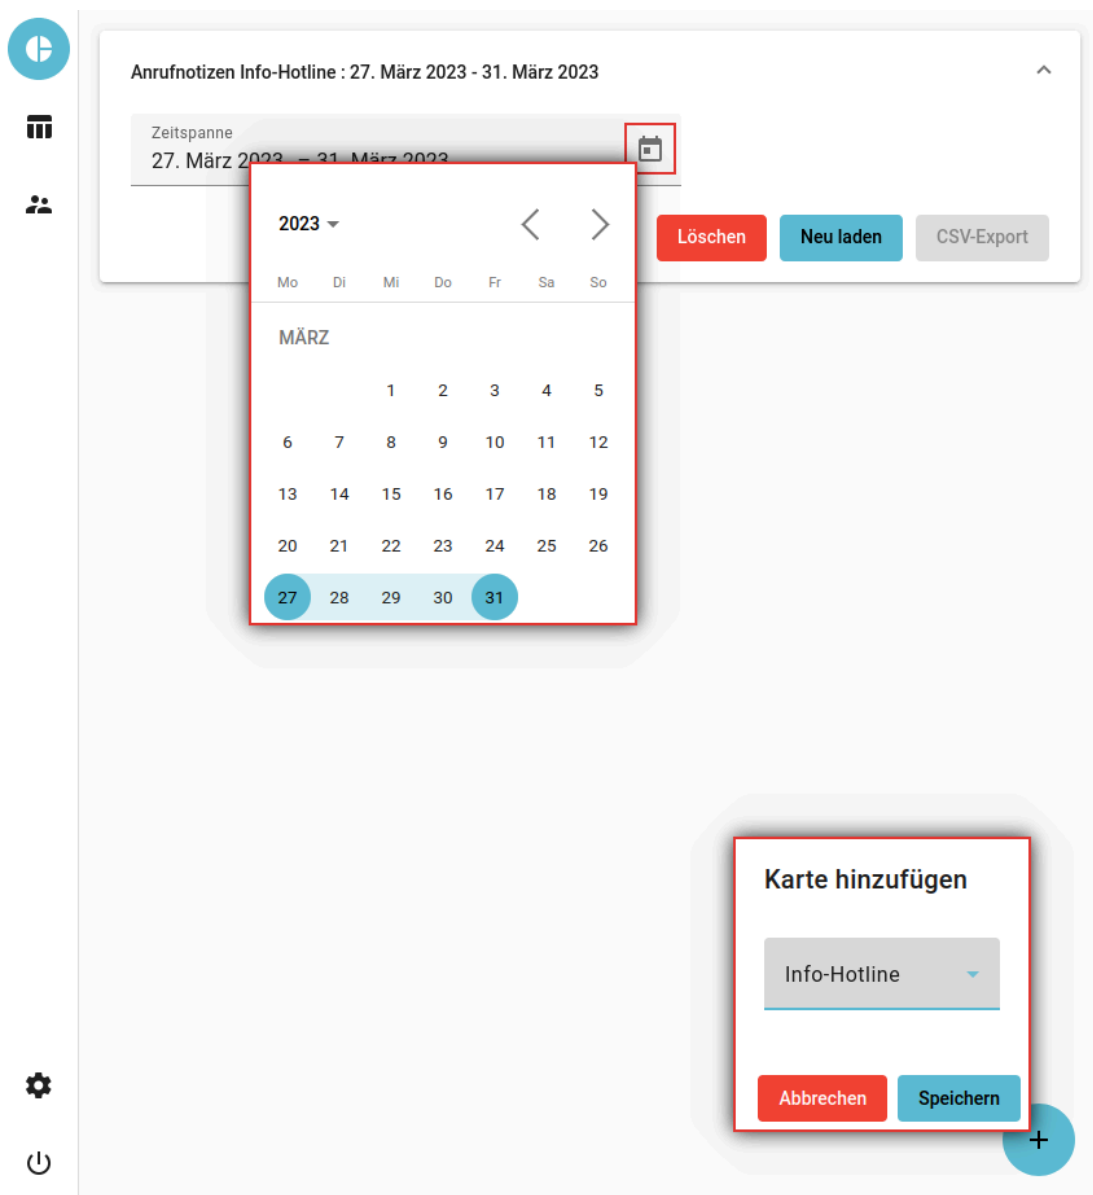 Anrufnotizen Info-Hotline : 27. März 2023 - 31. März 2023
Zeitspanne
27. März 2023 – 31. März 2023
2023
Löschen Neu laden CSV-Export
Mo Di Mi Do Fr Sa So
MÄRZ
1 2 3 4 5
6 7 8 9 10 11 12
13 14 15 16 17 18 19
20 21 22 23 24 25 26
27 28 29 30 31
Karte hinzufügen
Info-Hotline
Abbrechen Speichern
+